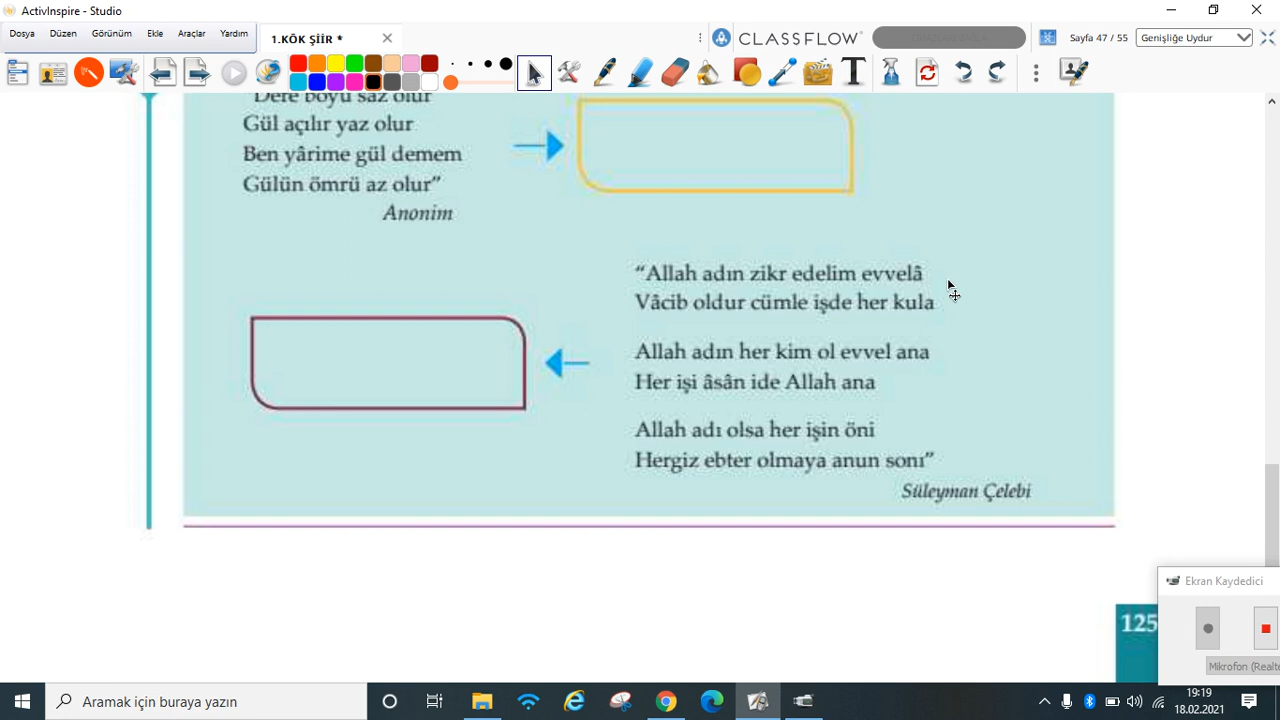 ActivInspire - Studio
Dosya Düzen Görünüm Ekle Araçlar Yardım
1.KÖK ŞİİR *
CLASSFLOW
Sayfa 47 / 55
Genişliğe Uydur
"Dere boyu saz olur
Gül açılır yaz olur
Ben yârime gül demem
Gülün ömrü az olur"
Anonim
"Allah adın zikr edelim evvelâ
Vâcib oldur cümle işde her kula
Allah adın her kim ol evvel ana
Her işi âsân ide Allah ana
Allah adı olsa her işin öni
Hergiz ebter olmaya anun sonı"
Süleyman Çelebi
125
Ekran Kaydedici
Mikrofon (Realte
Aramak için buraya yazın
19:19
18.02.2021